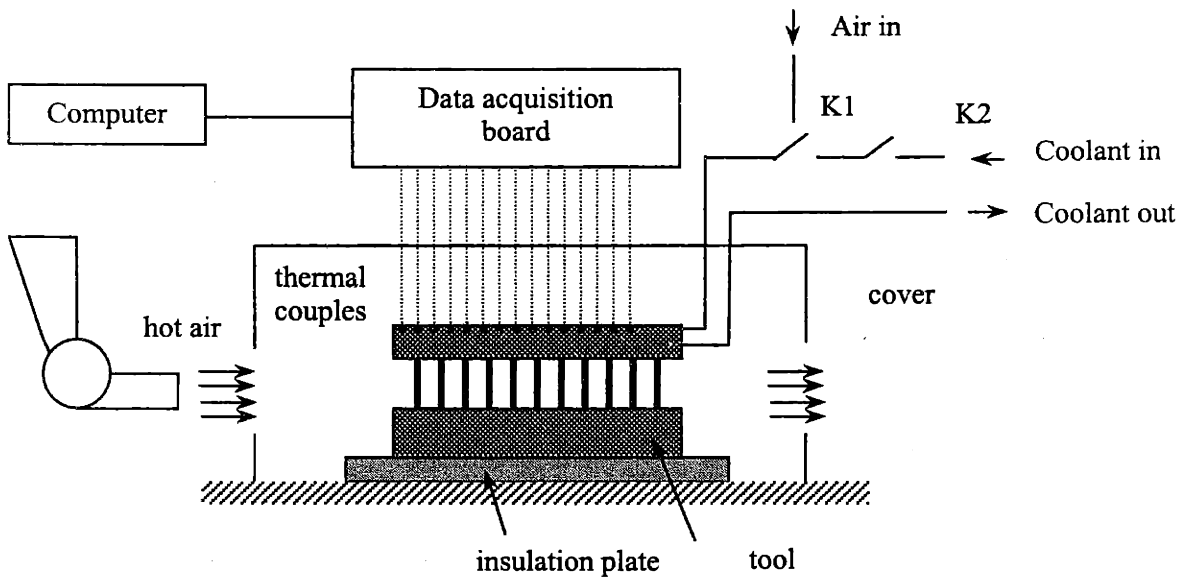 Air in
Computer
Data acquisition
board
K1
K2
Coolant in
Coolant out
thermal
couples
cover
hot air
insulation plate
tool